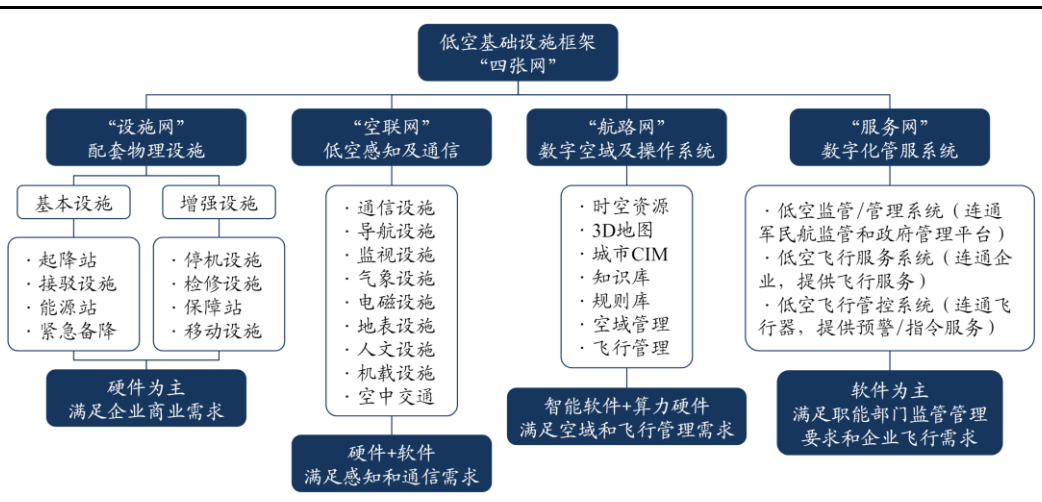 低空基础设施框架
“四张网”
“设施网”
配套物理设施
基本设施
增强设施
·起降站
·接驳设施
·能源站
·紧急备降
·停机设施
·检修设施
·保障站
·移动设施
硬件为主
满足企业商业需求
“空联网”
低空感知及通信
·通信设施
·导航设施
·监视设施
·气象设施
·电磁设施
·地表设施
·人文设施
·机载设施
·空中交通
硬件+软件
满足感知和通信需求
“航路网”
数字空域及操作系统
·时空资源
·3D地图
·城市CIM
·知识库
·规则库
·空域管理
·飞行管理
智能软件+算力硬件
满足空域和飞行管理需求
“服务网”
数字化管服系统
·低空监管/管理系统（连通
军民航监管和政府管理平台）
·低空飞行服务系统（连通企
业，提供飞行服务）
·低空飞行管控系统（连通飞
行器，提供预警/指令服务）
软件为主
满足职能部门监管管理
要求和企业飞行需求